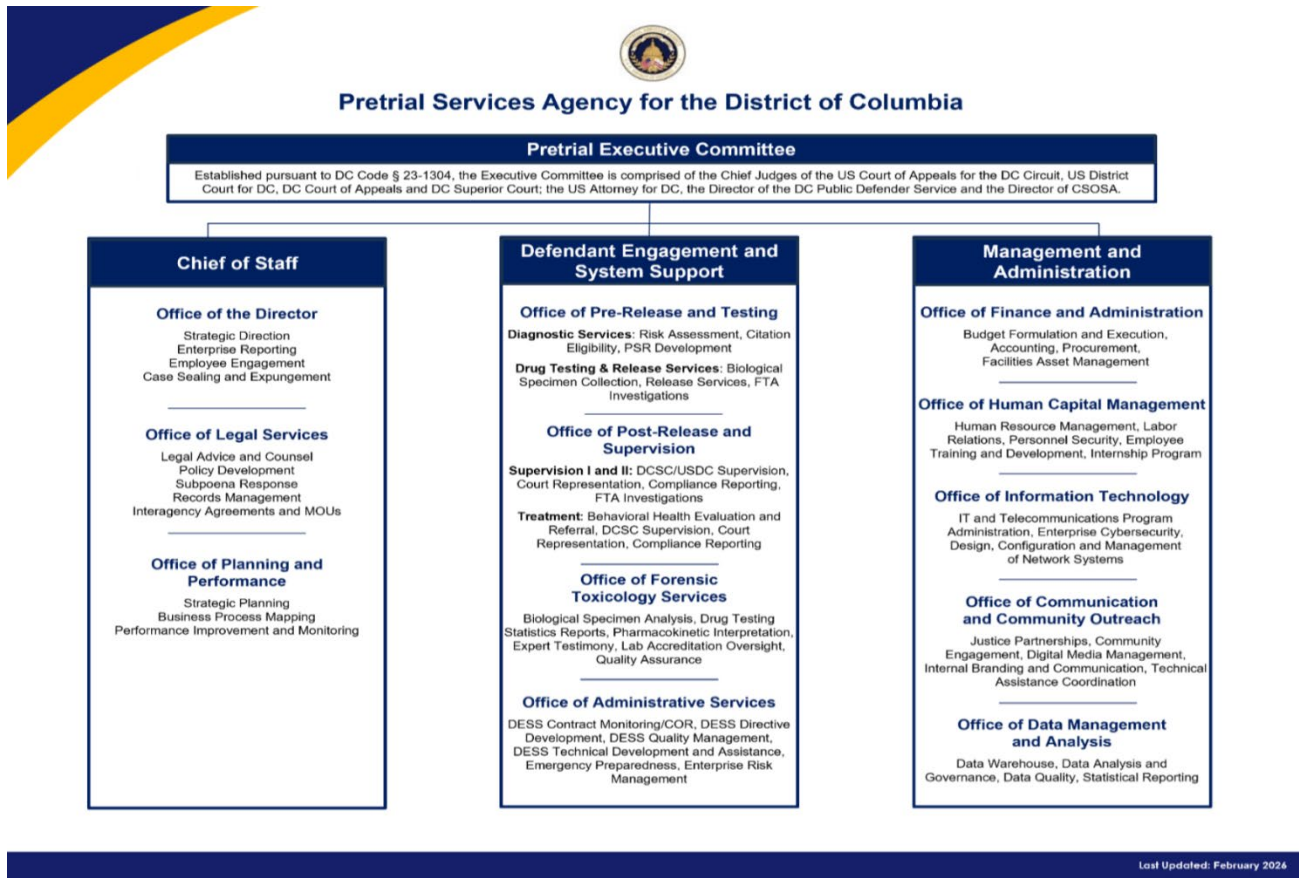 Pretrial Services Agency for the District of Columbia
Pretrial Executive Committee
Established pursuant to DC Code § 23-1304, the Executive Committee is comprised of the Chief Judges of the US Court of Appeals for the DC Circuit, US District
Court for DC, DC Court of Appeals and DC Superior Court; the US Attorney for DC, the Director of the DC Public Defender Service and the Director of CSOSA.
Chief of Staff
Office of the Director
Strategic Direction
Enterprise Reporting
Employee Engagement
Case Sealing and Expungement
Office of Legal Services
Legal Advice and Counsel
Policy Development
Subpoena Response
Records Management
Interagency Agreements and MOUs
Office of Planning and
Performance
Strategic Planning
Business Process Mapping
Performance Improvement and Monitoring
Defendant Engagement and
System Support
Office of Pre-Release and Testing
Diagnostic Services: Risk Assessment, Citation
Eligibility, PSR Development
Drug Testing & Release Services: Biological
Specimen Collection, Release Services, FTA
Investigations
Office of Post-Release and
Supervision
Supervision I and II: DCSC/USDC Supervision,
Court Representation, Compliance Reporting,
FTA Investigations
Treatment: Behavioral Health Evaluation and
Referral, DCSC Supervision, Court
Representation, Compliance Reporting
Office of Forensic
Toxicology Services
Biological Specimen Analysis, Drug Testing
Statistics Reports, Pharmacokinetic Interpretation,
Expert Testimony, Lab Accreditation Oversight,
Quality Assurance
Office of Administrative Services
DESS Contract Monitoring/COR, DESS Directive
Development, DESS Quality Management,
DESS Technical Development and Assistance,
Emergency Preparedness, Enterprise Risk
Management
Management and
Administration
Office of Finance and Administration
Budget Formulation and Execution,
Accounting, Procurement,
Facilities Asset Management
Office of Human Capital Management
Human Resource Management, Labor
Relations, Personnel Security, Employee
Training and Development, Internship Program
Office of Information Technology
IT and Telecommunications Program
Administration, Enterprise Cybersecurity,
Design, Configuration and Management
of Network Systems
Office of Communication
and Community Outreach
Justice Partnerships, Community
Engagement, Digital Media Management,
Internal Branding and Communication, Technical
Assistance Coordination
Office of Data Management
and Analysis
Data Warehouse, Data Analysis and
Governance, Data Quality, Statistical Reporting
Last Updated: February 2026